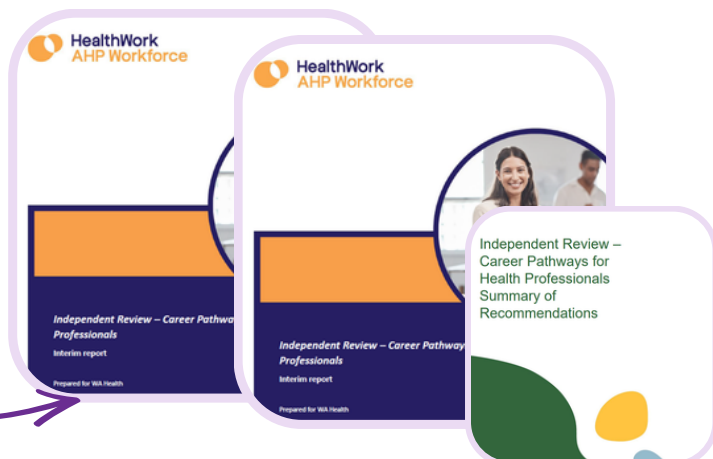 HealthWork
AHP Workforce
Independent Review – Career Pathwa
Professionals
Interim report
Prepared for WA Health
HealthWork
AHP Workforce
Independent Review – Career Pathway
Professionals
Interim report
Prepared for WA Health
Independent Review –
Career Pathways for
Health Professionals
Summary of
Recommendations